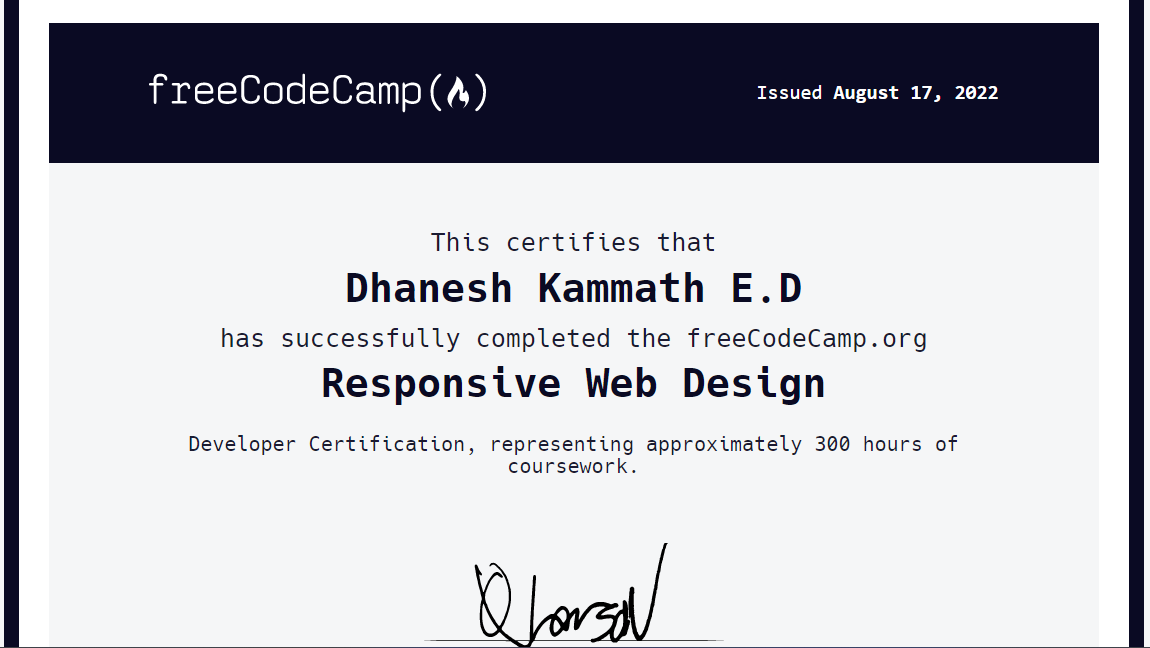 freeCodeCamp
Issued August 17, 2022
This certifies that
Dhanesh Kammath E.D
has successfully completed the freeCodeCamp.org
Responsive Web Design
Developer Certification, representing approximately 300 hours of
coursework.